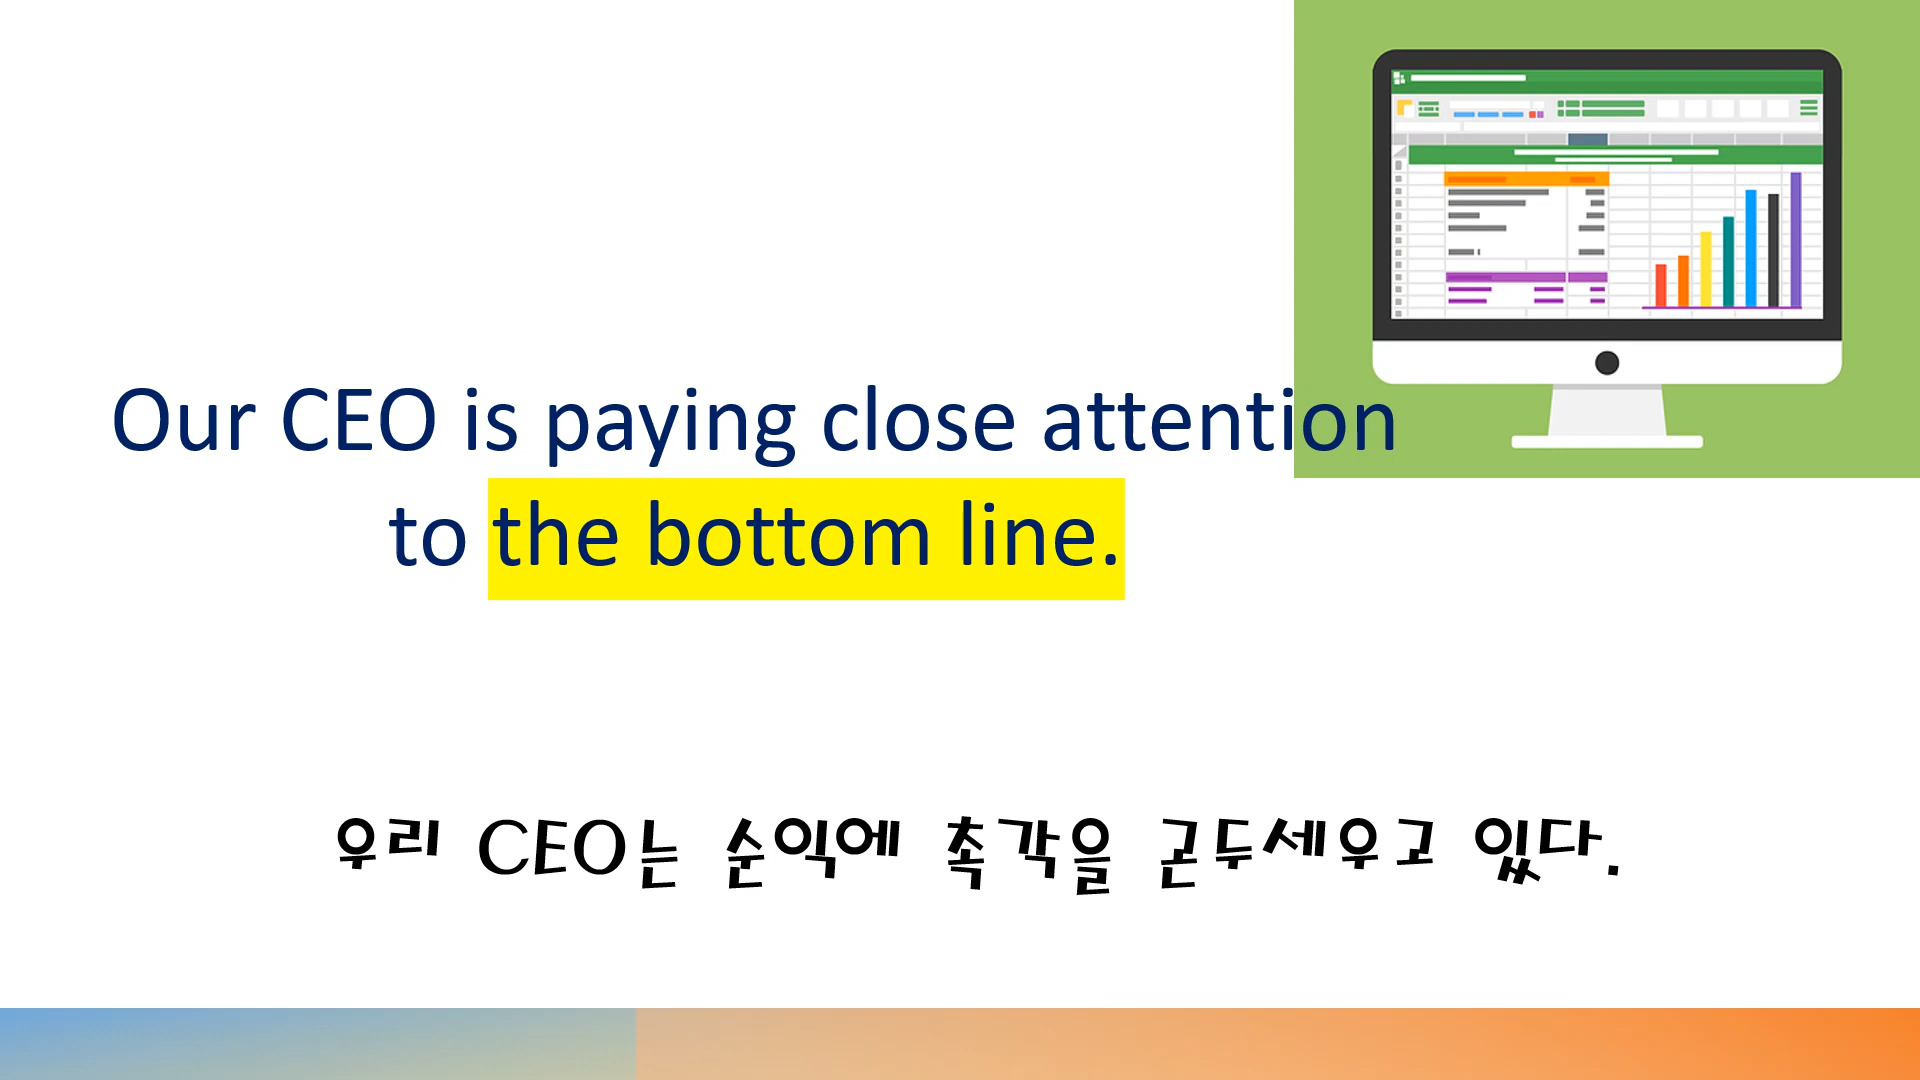 Our CEO is paying close attention
to the bottom line.
우리 CEO는 순익에 촉각을 곤두세우고 있다.